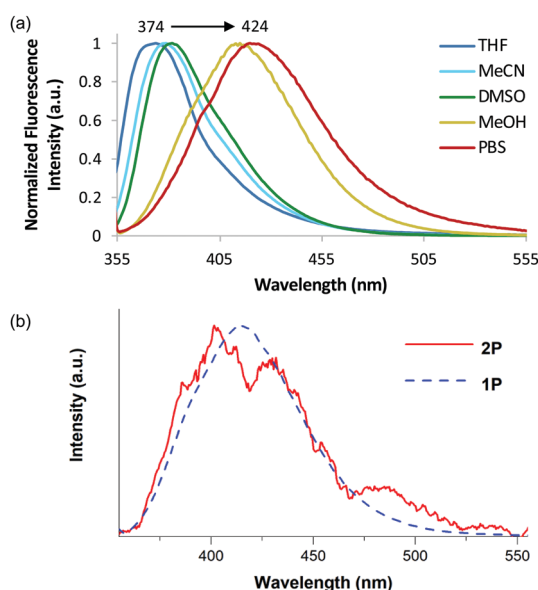 (a)
374 424
Normalized Fluorescence
Intensity (a.u.)
1
0.8
0.6
0.4
0.2
0
THF
MeCN
DMSO
MeOH
PBS
355 405 455 505 555
Wavelength (nm)
(b)
Intensity (a.u.)
2P
1P
400 450 500 550
Wavelength (nm)